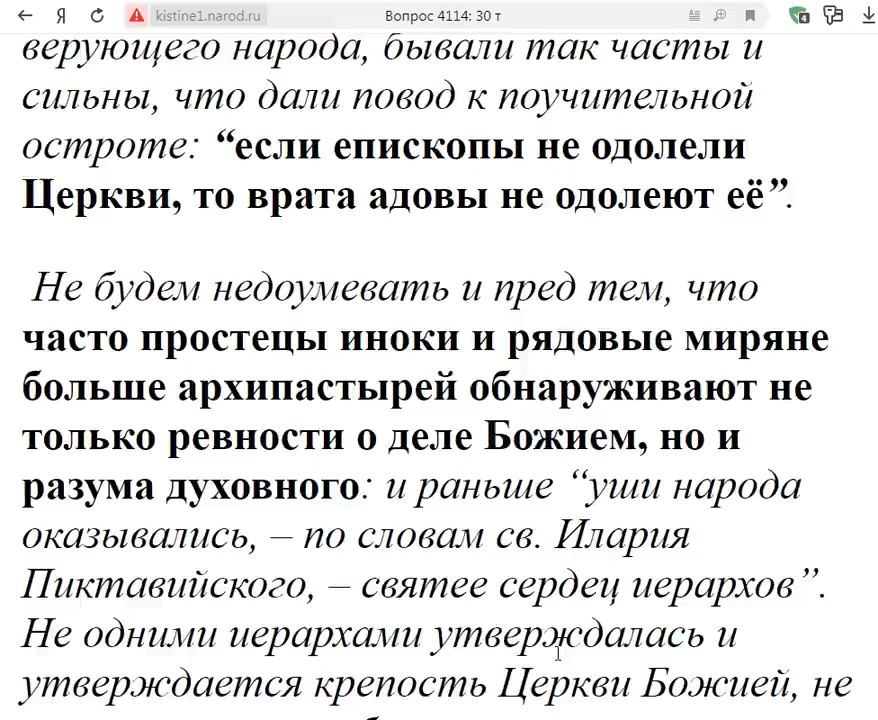 kistine1.narod.ru
Вопрос 4114: 30 т
4
верующего народа, бывали так часты и
сильны, что дали повод к поучительной
остроте: “если епископы не одолели
Церкви, то врата адовы не одолеют её”.
Не будем недоумевать и пред тем, что
часто простецы иноки и рядовые миряне
больше архипастырей обнаруживают не
только ревности о деле Божием, но и
разума духовного: и раньше “уши народа
оказывались, – по словам св. Илария
Пиктавийского, – святее сердец иерархов”.
Не одними иерархами утверждалась и
утверждается крепость Церкви Божией, не